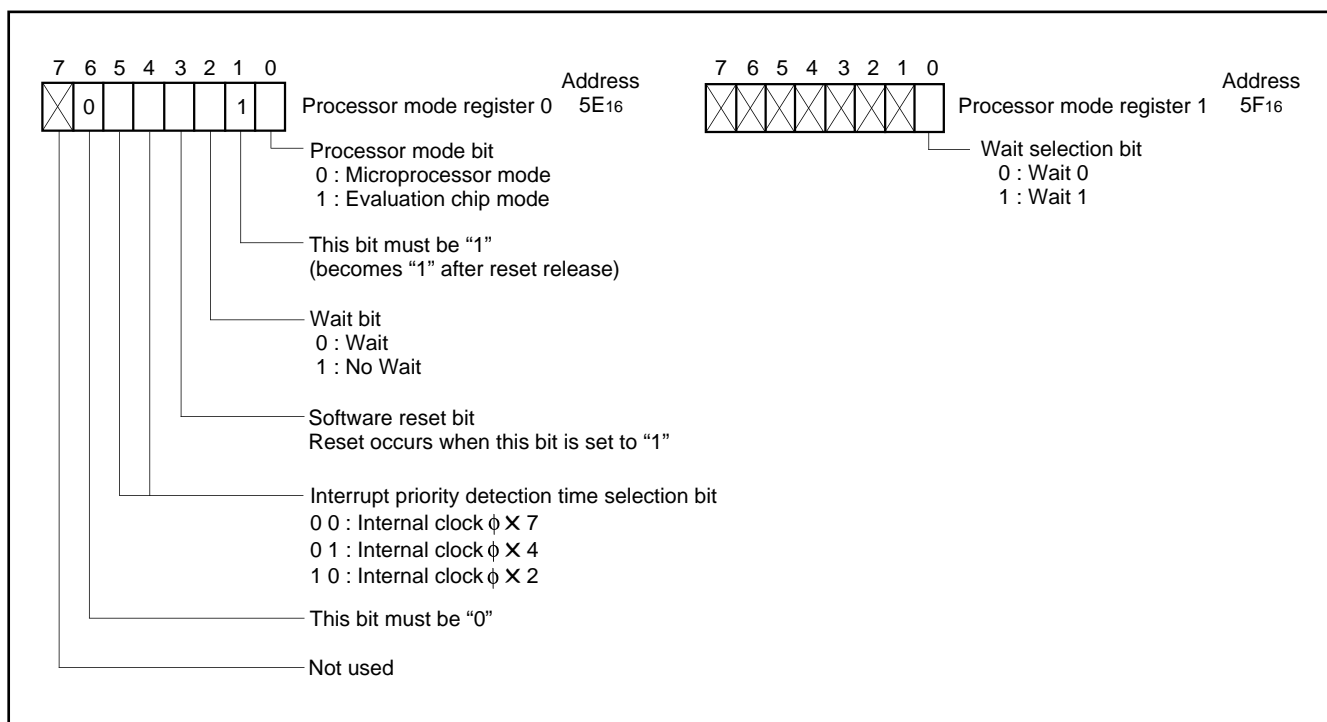 7 6 5 4 3 2 1 0
Address
0 1
Processor mode register 0 5E16
Processor mode bit
0 : Microprocessor mode
1 : Evaluation chip mode
This bit must be “1”
(becomes “1” after reset release)
Wait bit
0 : Wait
1 : No Wait
Software reset bit
Reset occurs when this bit is set to “1”
Interrupt priority detection time selection bit
0 0 : Internal clock ϕ ✕ 7
0 1 : Internal clock ϕ ✕ 4
1 0 : Internal clock ϕ ✕ 2
This bit must be “0”
Not used
7 6 5 4 3 2 1 0
Address
Processor mode register 1 5F16
Wait selection bit
0 : Wait 0
1 : Wait 1